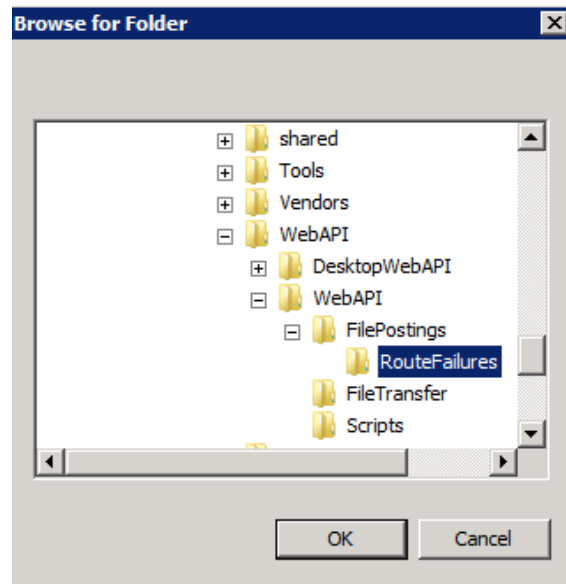 Browse for Folder
shared
Tools
Vendors
WebAPI
DesktopWebAPI
WebAPI
FilePostings
RouteFailures
FileTransfer
Scripts
OK Cancel